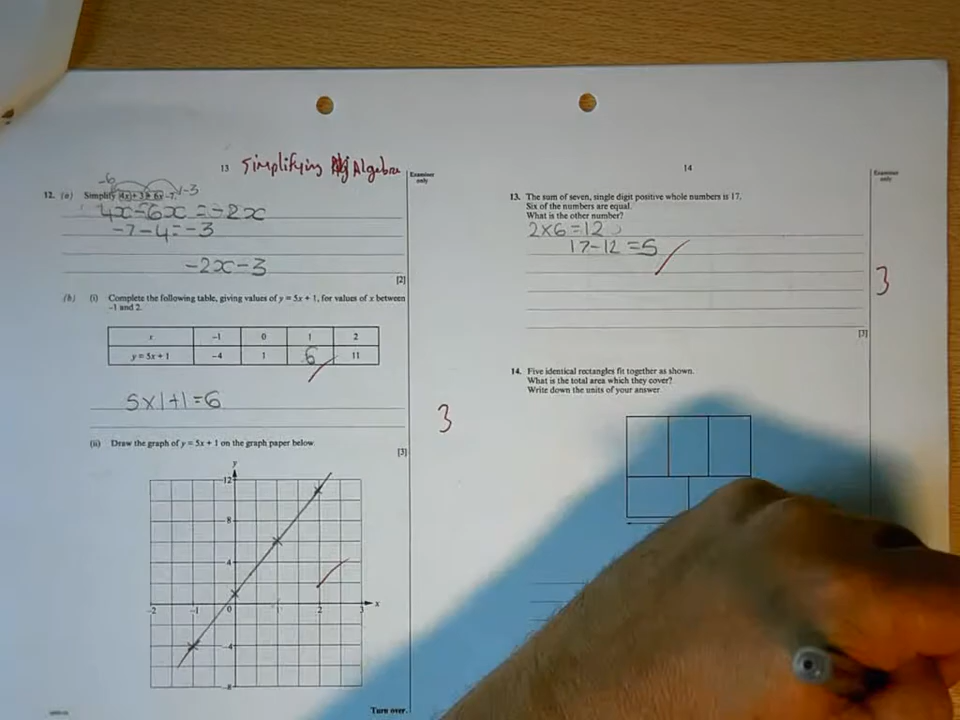 13 Simplifying Algebra
Examiner only
-6 -3
12. (a) Simplify 4x + 3 - 6x - 7.
4x-6x = -2x
-7-4 = -3
-2x-3
[2]
(b) (i) Complete the following table, giving values of y = 5x + 1, for values of x between
-1 and 2.
x -1 0 1 2
y = 5x + 1 -4 1 6 11
5x1+1=6
3
(ii) Draw the graph of y = 5x + 1 on the graph paper below
[3]
y
12
8
4
-2 -1 0 1 2 3 x
-4
-8
Turn over.
14
Examiner only
13. The sum of seven, single digit positive whole numbers is 17.
Six of the numbers are equal.
What is the other number?
2x6=12
17-12=5
3
[3]
14. Five identical rectangles fit together as shown.
What is the total area which they cover?
Write down the units of your answer